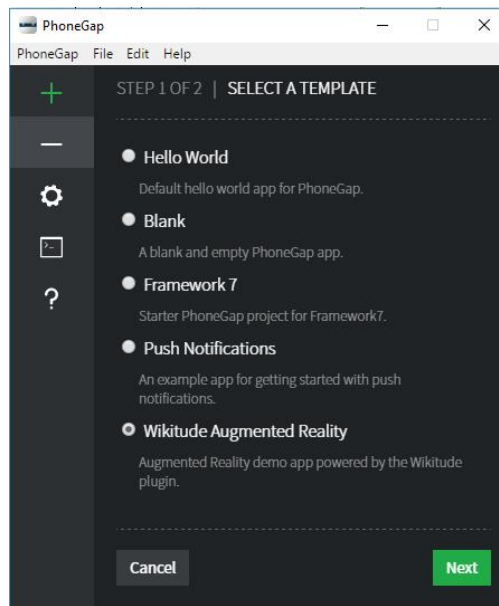 PhoneGap
PhoneGap File Edit Help
STEP 1 OF 2 | SELECT A TEMPLATE
Hello World
Default hello world app for PhoneGap.
Blank
A blank and empty PhoneGap app.
Framework 7
Starter PhoneGap project for Framework7.
Push Notifications
An example app for getting started with push
notifications.
Wikitude Augmented Reality
Augmented Reality demo app powered by the Wikitude
plugin.
Cancel
Next